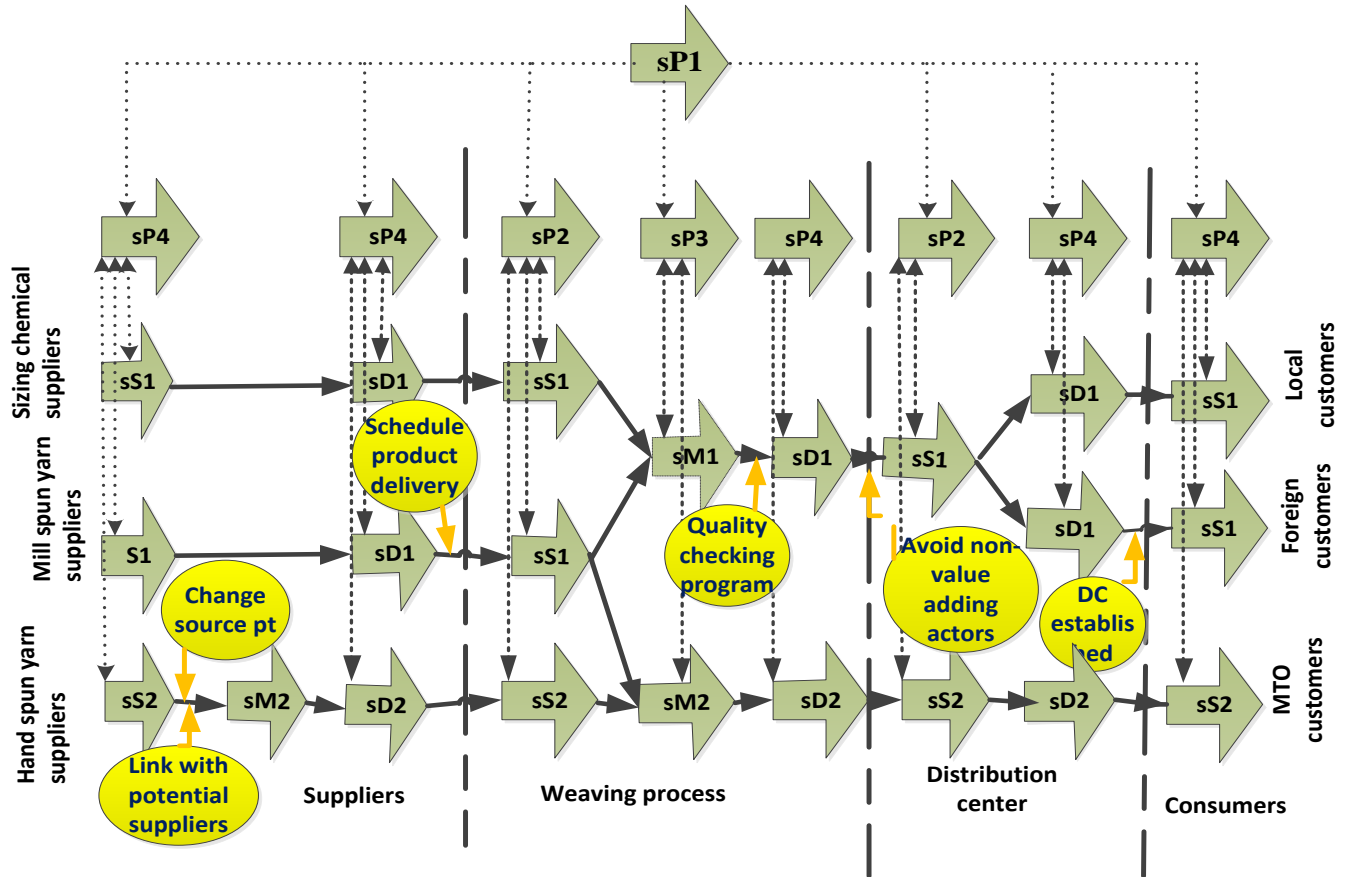 sP1
sP4
sP4
sP2
sP3
sP4
sP2
sP4
sP4
Sizing chemical
suppliers
sS1
sD1
sS1
sD1
sS1
Local
customers
Schedule
product
delivery
sM1
sD1
sS1
Mill spun yarn
suppliers
S1
sD1
sS1
Quality
checking
program
Avoid non-
value
adding
actors
sD1
sS1
Foreign
customers
Change
source pt
DC
establis
hed
Hand spun yarn
suppliers
sS2
sM2
sD2
sS2
sM2
sD2
sS2
sD2
sS2
MTO
customers
Link with
potential
suppliers
Suppliers
Weaving process
Distribution
center
Consumers